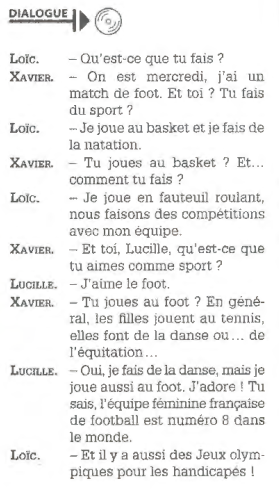 DIALOGUE
LOÏC. – Qu'est-ce que tu fais ?
XAVIER. – On est mercredi, j'ai un
match de foot. Et toi ? Tu fais
du sport ?
LOÏC. – Je joue au basket et je fais de
la natation.
XAVIER. – Tu joues au basket ? Et...
comment tu fais ?
LOÏC. – Je joue en fauteuil roulant,
nous faisons des compétitions
avec mon équipe.
XAVIER. – Et toi, Lucille, qu'est-ce que
tu aimes comme sport ?
LUCILLE. – J'aime le foot.
XAVIER. – Tu joues au foot ? En géné-
ral, les filles jouent au tennis,
elles font de la danse ou... de
l'équitation...
LUCILLE. – Oui, je fais de la danse, mais je
joue aussi au foot. J'adore ! Tu
sais, l'équipe féminine française
de football est numéro 8 dans
le monde.
LOÏC. – Et il y a aussi des Jeux olym-
piques pour les handicapés !